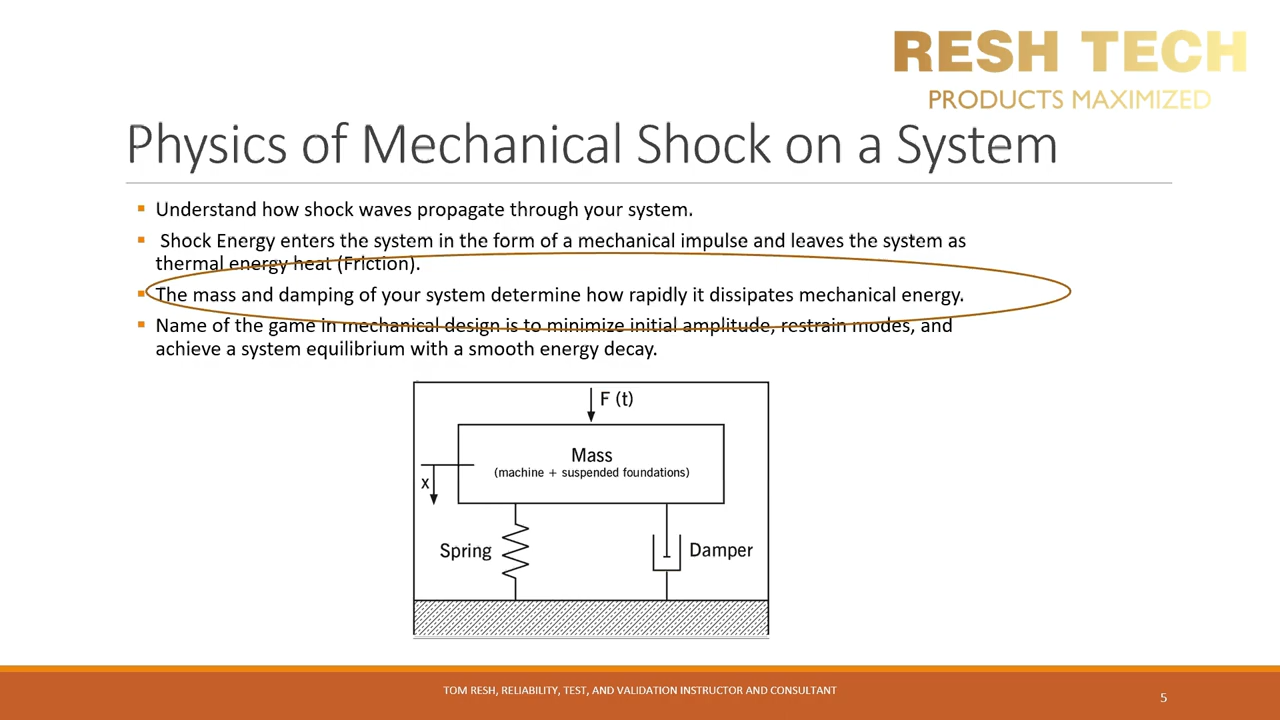 RESH TECH
PRODUCTS MAXIMIZED
Physics of Mechanical Shock on a System
▪ Understand how shock waves propagate through your system.
▪ Shock Energy enters the system in the form of a mechanical impulse and leaves the system as
thermal energy heat (Friction).
▪ The mass and damping of your system determine how rapidly it dissipates mechanical energy.
▪ Name of the game in mechanical design is to minimize initial amplitude, restrain modes, and
achieve a system equilibrium with a smooth energy decay.
F (t)
Mass
(machine + suspended foundations)
x
Spring
Damper
TOM RESH, RELIABILITY, TEST, AND VALIDATION INSTRUCTOR AND CONSULTANT
5